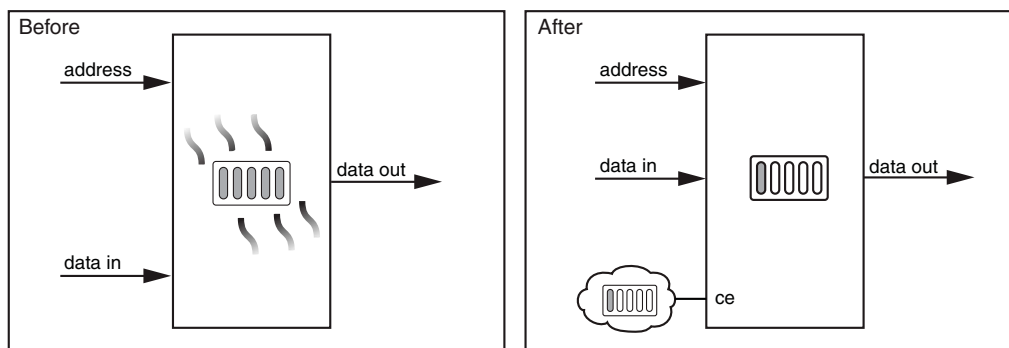 Before
address
data in
data out
After
address
data in
ce
data out